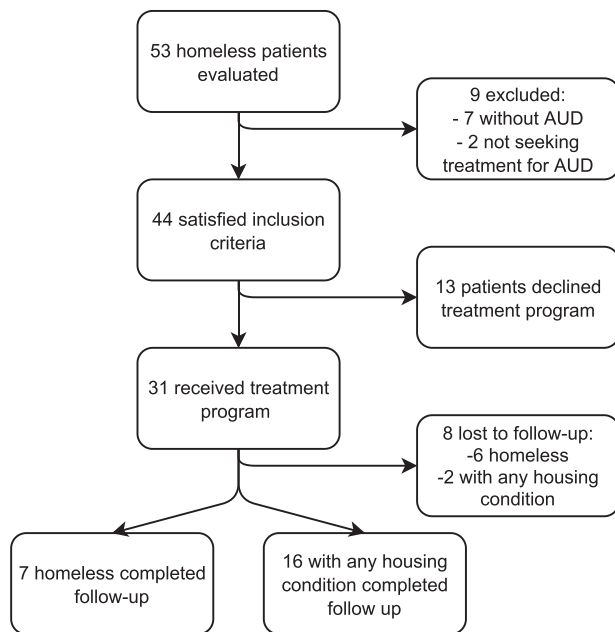 53 homeless patients
evaluated
9 excluded:
- 7 without AUD
- 2 not seeking
treatment for AUD
44 satisfied inclusion
criteria
13 patients declined
treatment program
31 received treatment
program
8 lost to follow-up:
-6 homeless
-2 with any housing
condition
7 homeless completed
follow-up
16 with any housing
condition completed
follow up